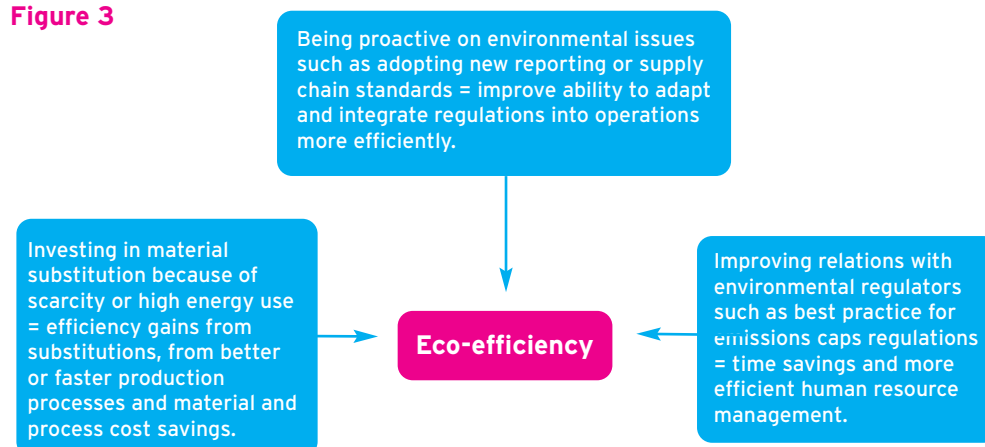 Figure 3
Being proactive on environmental issues
such as adopting new reporting or supply
chain standards = improve ability to adapt
and integrate regulations into operations
more efficiently.
Investing in material
substitution because of
scarcity or high energy use
= efficiency gains from
substitutions, from better
or faster production
processes and material and
process cost savings.
Eco-efficiency
Improving relations with
environmental regulators
such as best practice for
emissions caps regulations
= time savings and more
efficient human resource
management.